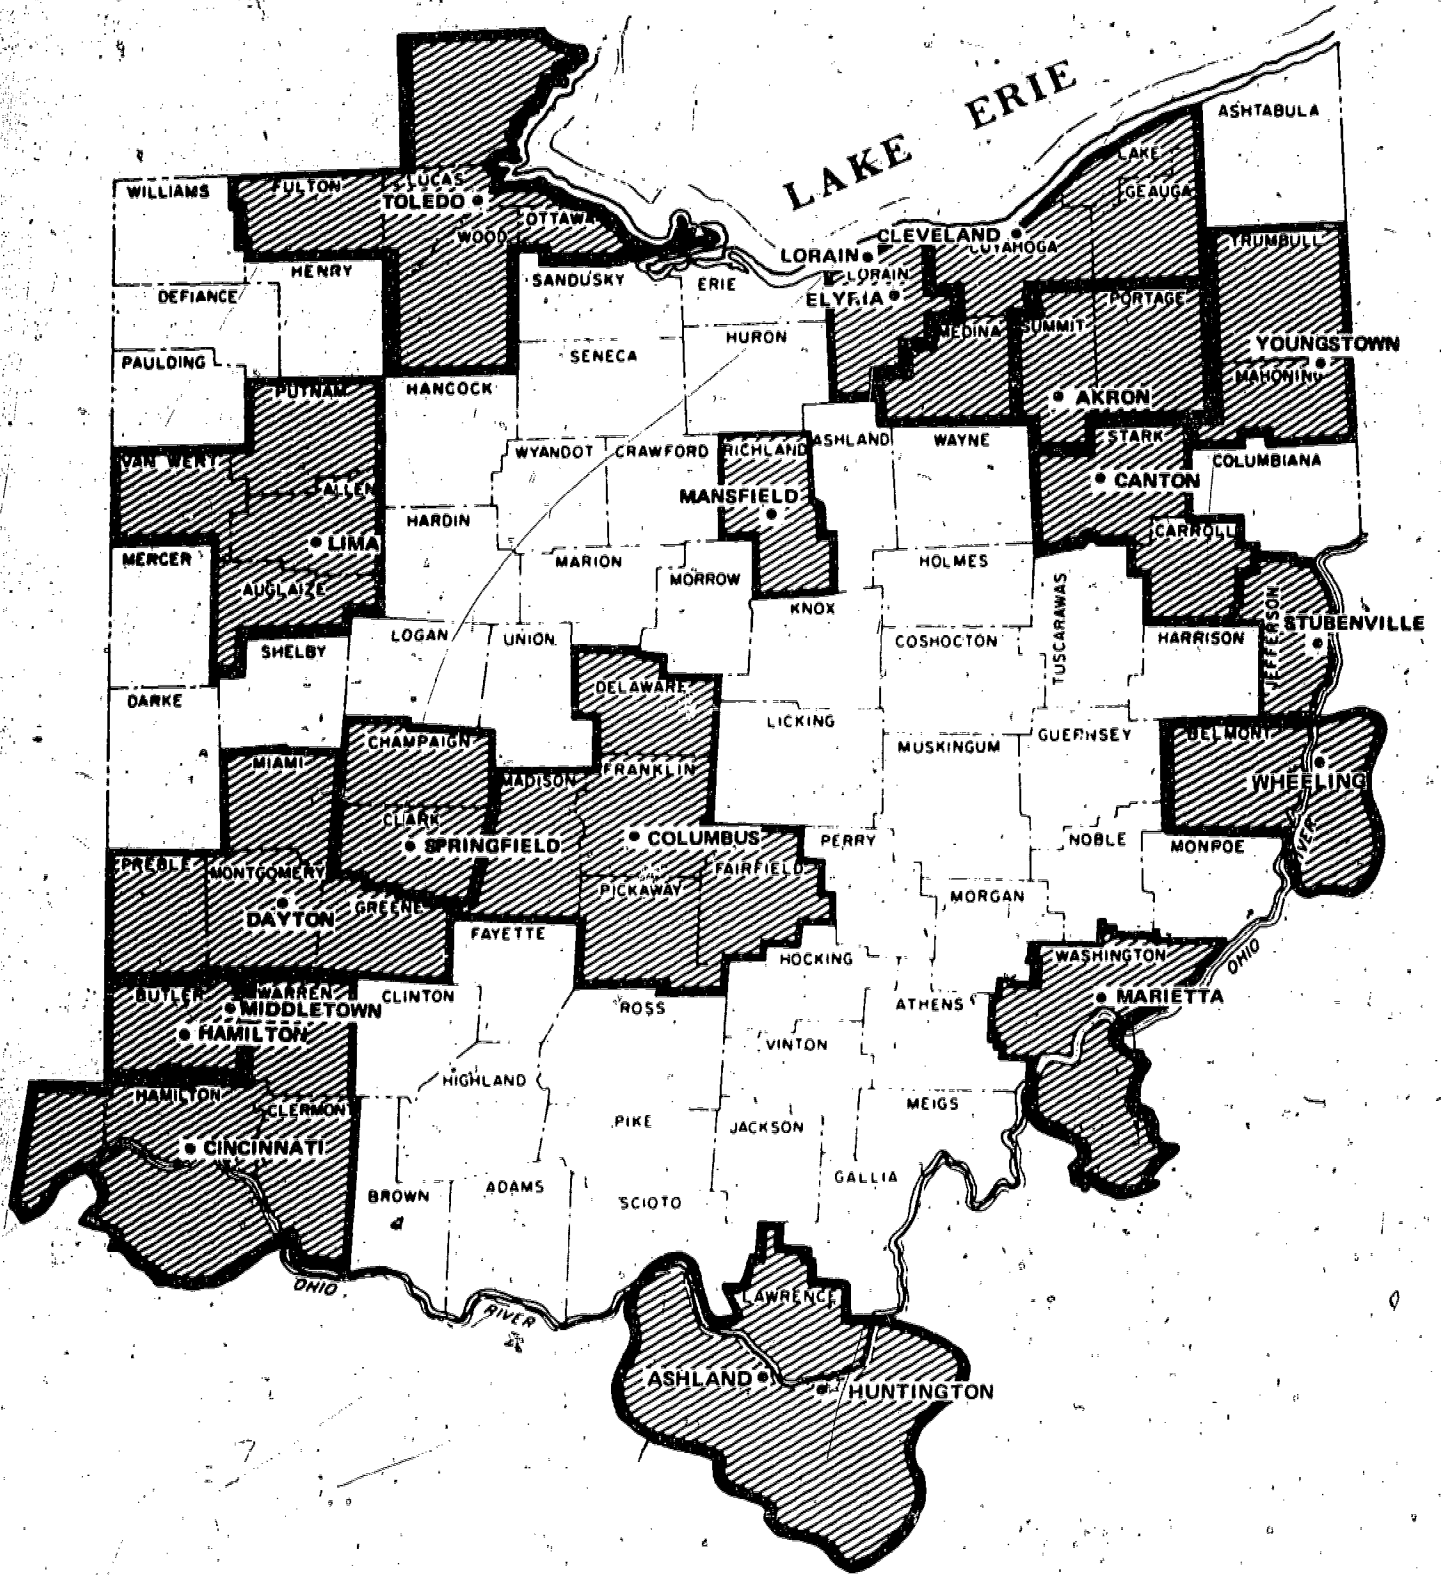 LAKE ERIE
ASHTABULA
LAKE
GEAUGA
WILLIAMS
FULTON
LUCAS
TOLEDO
OTTAWA
WOOD
CLEVELAND
CUYAHOGA
TRUMBULL
LORAIN
LORAIN
ELYRIA
HENRY
SANDUSKY
ERIE
DEFIANCE
PORTAGE
MEDINA
SUMMIT
HURON
YOUNGSTOWN
MAHONING
SENECA
PAULDING
PUTNAM
HANCOCK
AKRON
STARK
ASHLAND
WAYNE
WYANDOT
CRAWFORD
RICHLAND
COLUMBIANA
VAN WERT
ALLEN
MANSFIELD
CANTON
HARDIN
CARROLL
LIMA
MERCER
MARION
MORROW
HOLMES
AUGLAIZE
KNOX
TUSCARAWAS
JEFFERSON
STUBENVILLE
LOGAN
UNION
COSHOCTON
HARRISON
SHELBY
DELAWARE
DARKE
LICKING
MUSKINGUM
GUERNSEY
BELMONT
CHAMPAIGN
MIAMI
FRANKLIN
MADISON
WHEELING
CLARK
SPRINGFIELD
COLUMBUS
PERRY
NOBLE
MONROE
RIVER
PREBLE
MONTGOMERY
FAIRFIELD
PICKAWAY
MORGAN
GREENE
DAYTON
FAYETTE
HOCKING
WASHINGTON
OHIO
BUTLER
WARREN
CLINTON
MIDDLETOWN
ROSS
ATHENS
MARIETTA
HAMILTON
VINTON
HIGHLAND
HAMILTON
CLERMONT
PIKE
JACKSON
MEIGS
CINCINNATI
BROWN
ADAMS
SCIOTO
GALLIA
OHIO
RIVER
LAWRENCE
ASHLAND
HUNTINGTON